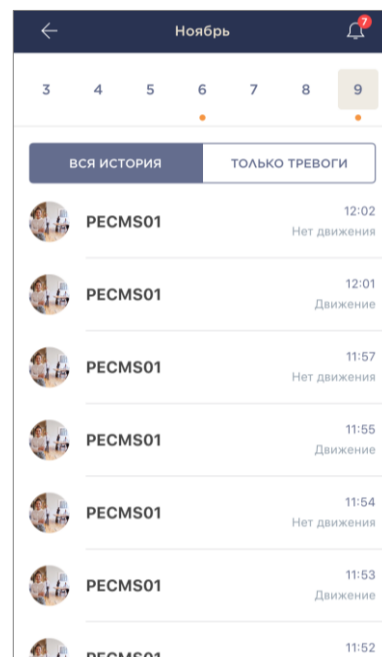 Ноябрь
7
3 4 5 6 7 8 9
ВСЯ ИСТОРИЯ ТОЛЬКО ТРЕВОГИ
12:02
PECMS01
Нет движения
12:01
PECMS01
Движение
11:57
PECMS01
Нет движения
11:55
PECMS01
Движение
11:54
PECMS01
Нет движения
11:53
PECMS01
Движение
11:52
PECMS01